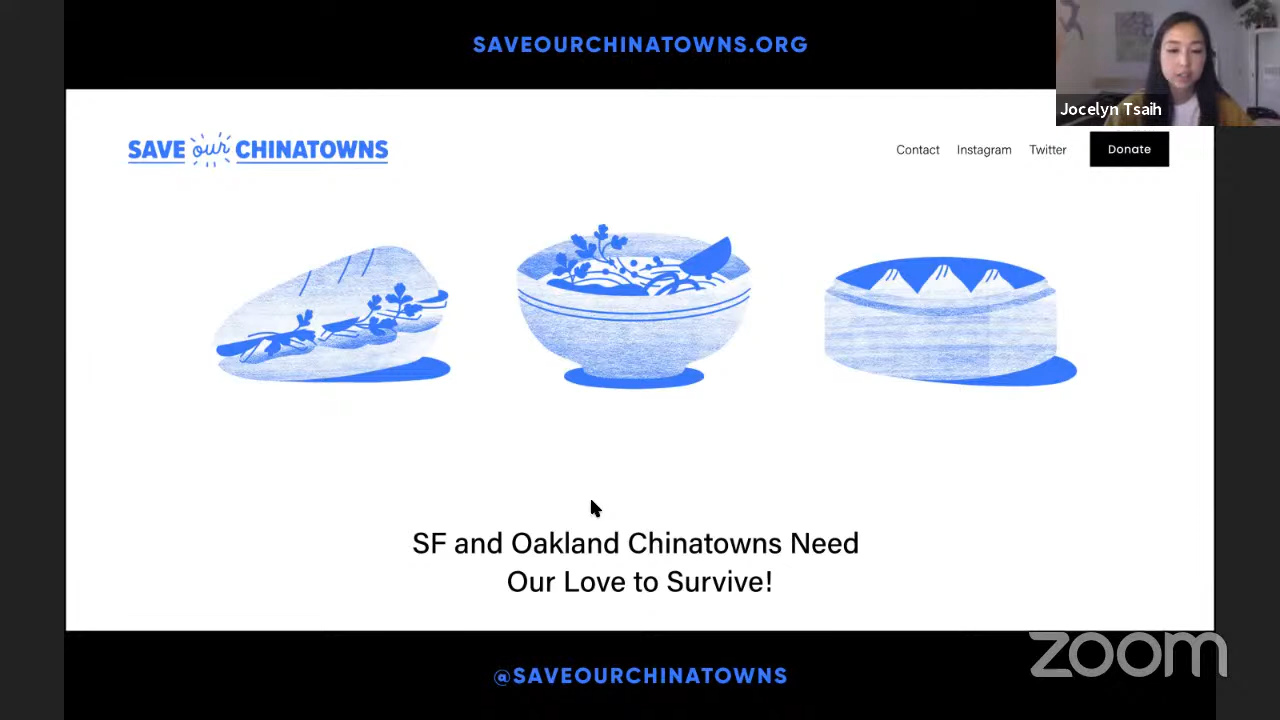 SAVEOURCHINATOWNS.ORG
Jocelyn Tsaih
SAVE our CHINATOWNS
Contact Instagram Twitter Donate
SF and Oakland Chinatowns Need
Our Love to Survive!
zoom
@SAVEOURCHINATOWNS